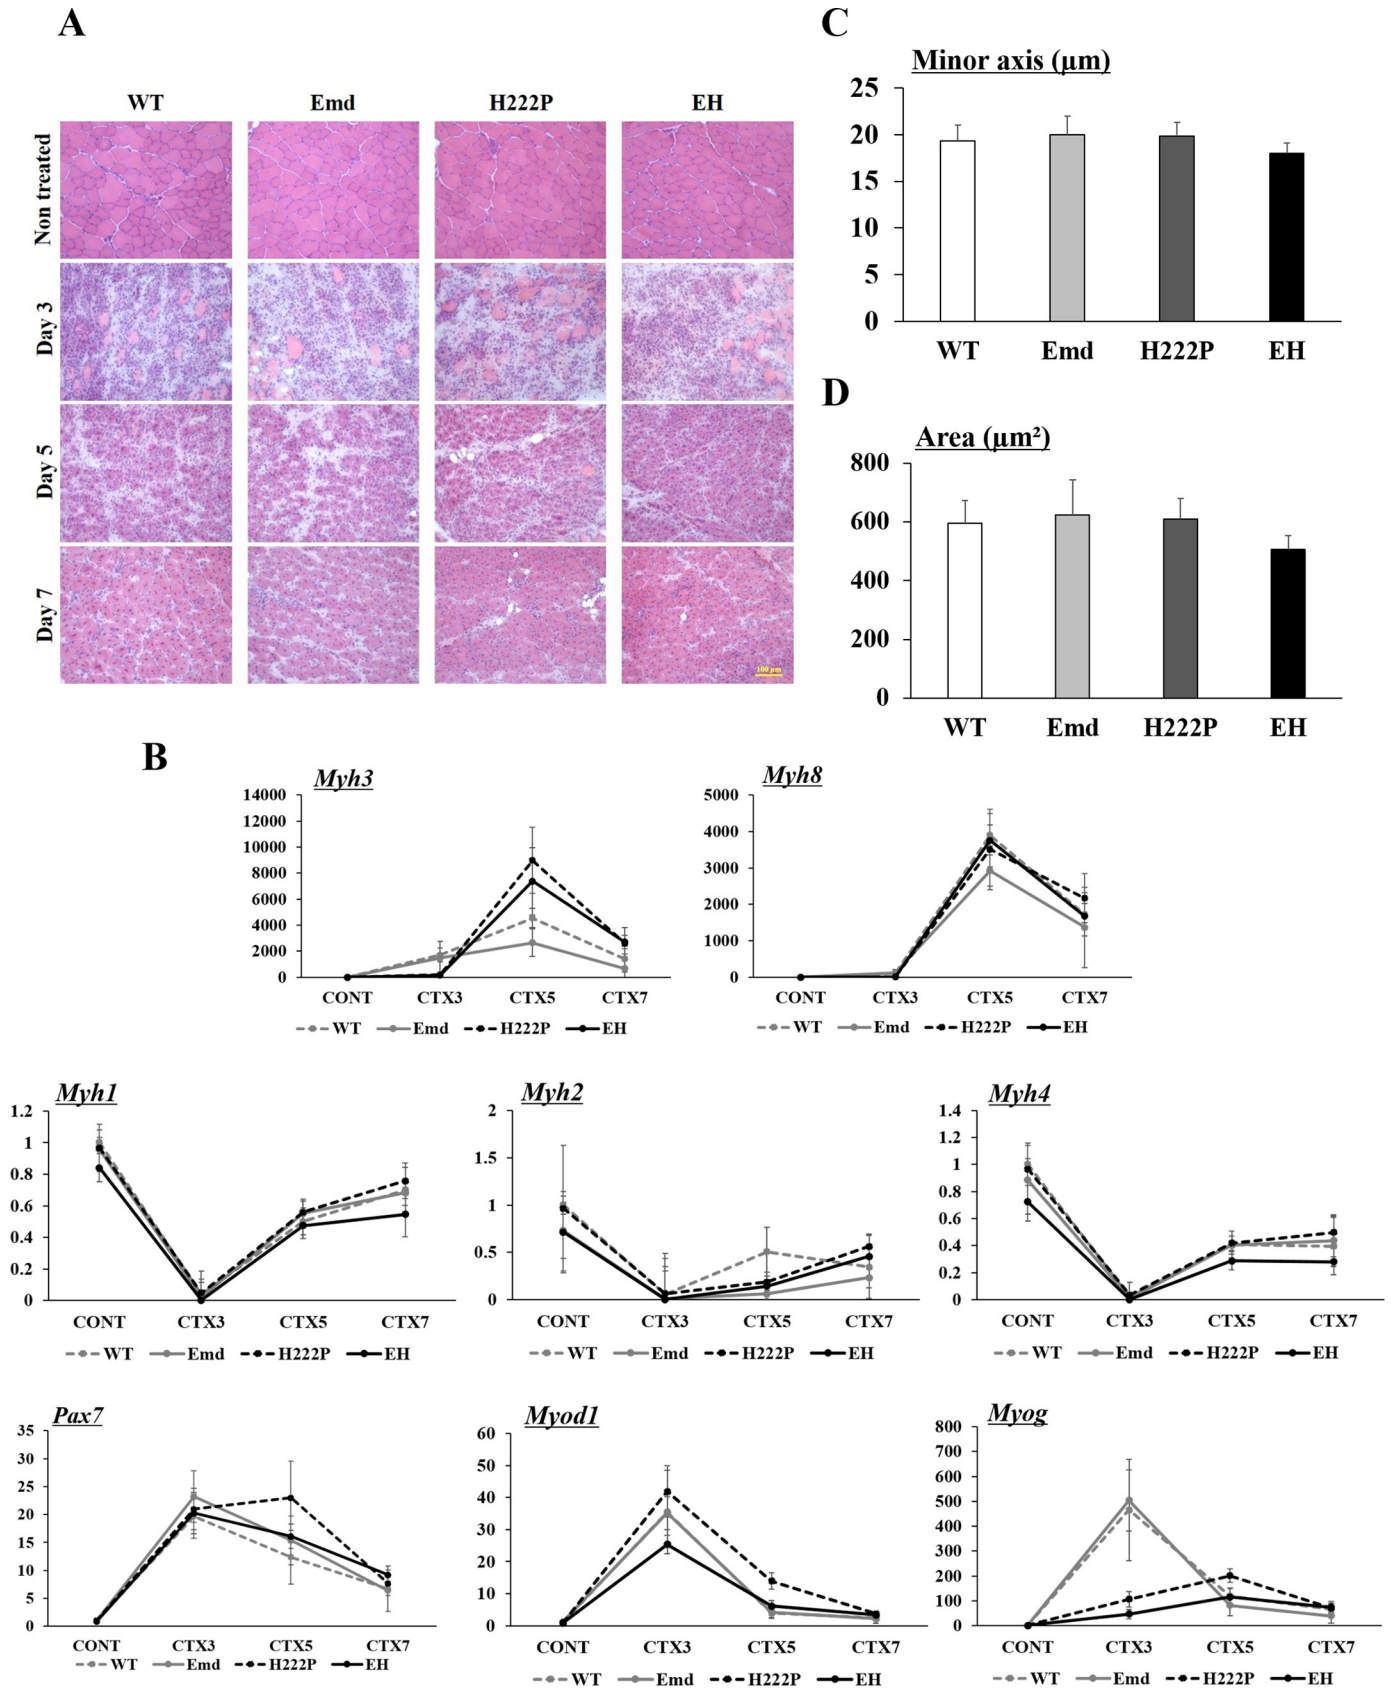 A
WT Emd H222P EH
Non treated
Day 3
Day 5
Day 7
100 µm
C
Minor axis (µm)
25
20
15
10
5
0
WT Emd H222P EH
D
Area (µm²)
800
600
400
200
0
WT Emd H222P EH
B
Myh3
14000
12000
10000
8000
6000
4000
2000
0
CONT CTX3 CTX5 CTX7
WT Emd H222P EH
Myh8
5000
4000
3000
2000
1000
0
CONT CTX3 CTX5 CTX7
WT Emd H222P EH
Myh1
1.2
1
0.8
0.6
0.4
0.2
0
CONT CTX3 CTX5 CTX7
WT Emd H222P EH
Myh2
2
1.5
1
0.5
0
CONT CTX3 CTX5 CTX7
WT Emd H222P EH
Myh4
1.4
1.2
1
0.8
0.6
0.4
0.2
0
CONT CTX3 CTX5 CTX7
WT Emd H222P EH
Pax7
35
30
25
20
15
10
5
0
CONT CTX3 CTX5 CTX7
WT Emd H222P EH
Myod1
60
50
40
30
20
10
0
CONT CTX3 CTX5 CTX7
WT Emd H222P EH
Myog
800
700
600
500
400
300
200
100
0
CONT CTX3 CTX5 CTX7
WT Emd H222P EH